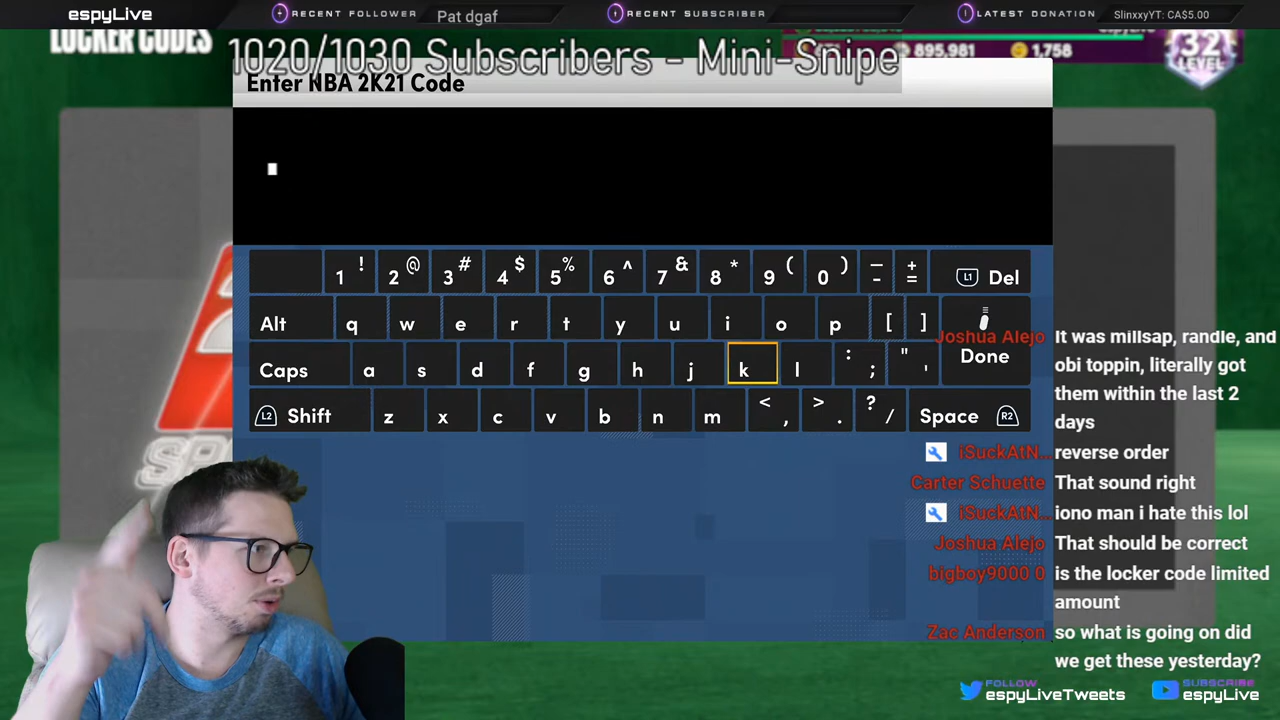 espyLive
RECENT FOLLOWER
Pat dgaf
RECENT SUBSCRIBER
LATEST DONATION
SlinxxyYT: CA$5.00
LOCKER CODES
1020/1030 Subscribers - Mini-Snipe
895,981
1,758
32
LEVEL
Enter NBA 2K21 Code
1 ! 2 @ 3 # 4 $ 5 % 6 ^ 7 & 8 * 9 ( 0 ) - — = + L1 Del
Alt q w e r t y u i o p [ ]
Caps a s d f g h j k l ; : ' " Done
L2 Shift z x c v b n m , < . > / ? Space R2
Joshua Alejo It was millsap, randle, and
obi toppin, literally got
them within the last 2
days
iSuckAtN... reverse order
Carter Schuette That sound right
iSuckAtN... iono man i hate this lol
Joshua Alejo That should be correct
bigboy9000 0 is the locker code limited
amount
Zac Anderson so what is going on did
we get these yesterday?
FOLLOW
espyLiveTweets
SUBSCRIBE
espyLive